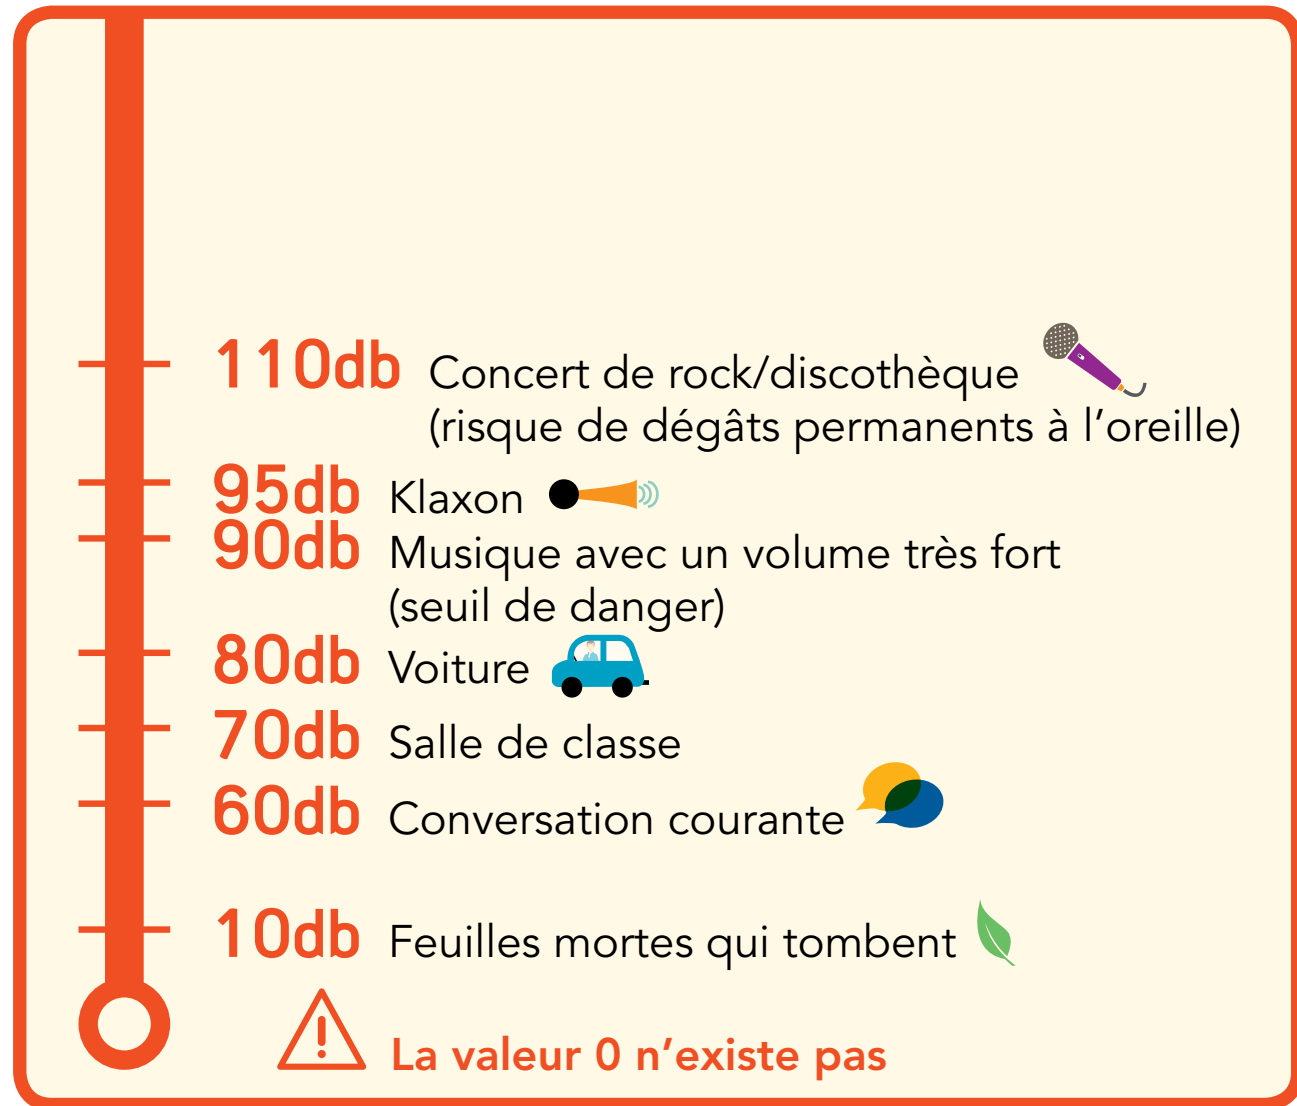 110db Concert de rock/discothèque
(risque de dégâts permanents à l’oreille)
95db Klaxon
90db Musique avec un volume très fort
(seuil de danger)
80db Voiture
70db Salle de classe
60db Conversation courante
10db Feuilles mortes qui tombent
La valeur 0 n’existe pas